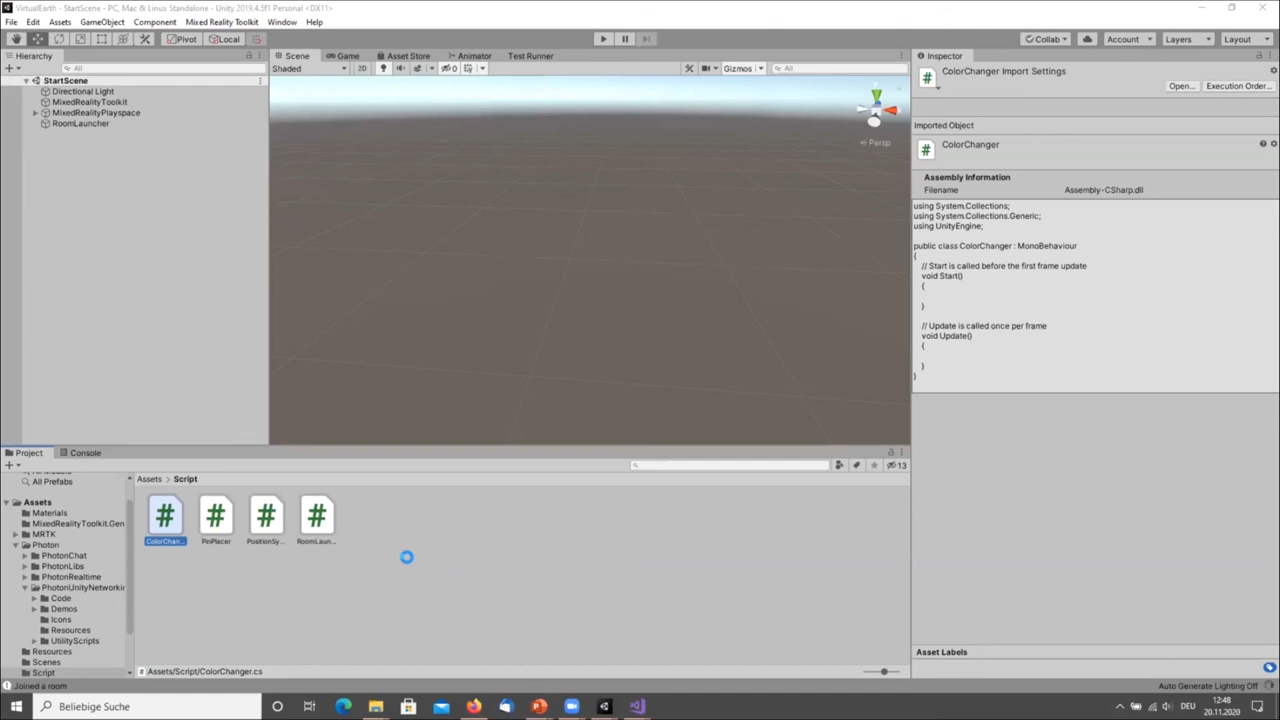 VirtualEarth - StartScene - PC, Mac & Linux Standalone - Unity 2019.4.5f1 Personal <DX11>
File Edit Assets GameObject Component Mixed Reality Toolkit Window Help
Pivot Local Collab Account Layers Layout
Hierarchy Scene Game Asset Store Animator Test Runner Inspector
All
Shaded 2D 0 Gizmos All
StartScene
Directional Light
MixedRealityToolkit
MixedRealityPlayspace
RoomLauncher
Persp
ColorChanger Import Settings
Open... Execution Order...
Imported Object
ColorChanger
Assembly Information
Filename Assembly-CSharp.dll
using System.Collections;
using System.Collections.Generic;
using UnityEngine;
public class ColorChanger : MonoBehaviour
{
// Start is called before the first frame update
void Start()
{
}
// Update is called once per frame
void Update()
{
}
}
Project Console
13
All Prefabs
Assets
Materials
MixedRealityToolkit.Gen
MRTK
Photon
PhotonChat
PhotonLibs
PhotonRealtime
PhotonUnityNetworkin
Code
Demos
Icons
Resources
UtilityScripts
Resources
Scenes
Script
Assets > Script
# # # #
ColorChan... PinPlacer PositionSy... RoomLaun...
Assets/Script/ColorChanger.cs
Asset Labels
Joined a room
Auto Generate Lighting Off
Beliebige Suche
DEU
12:48
20.11.2020